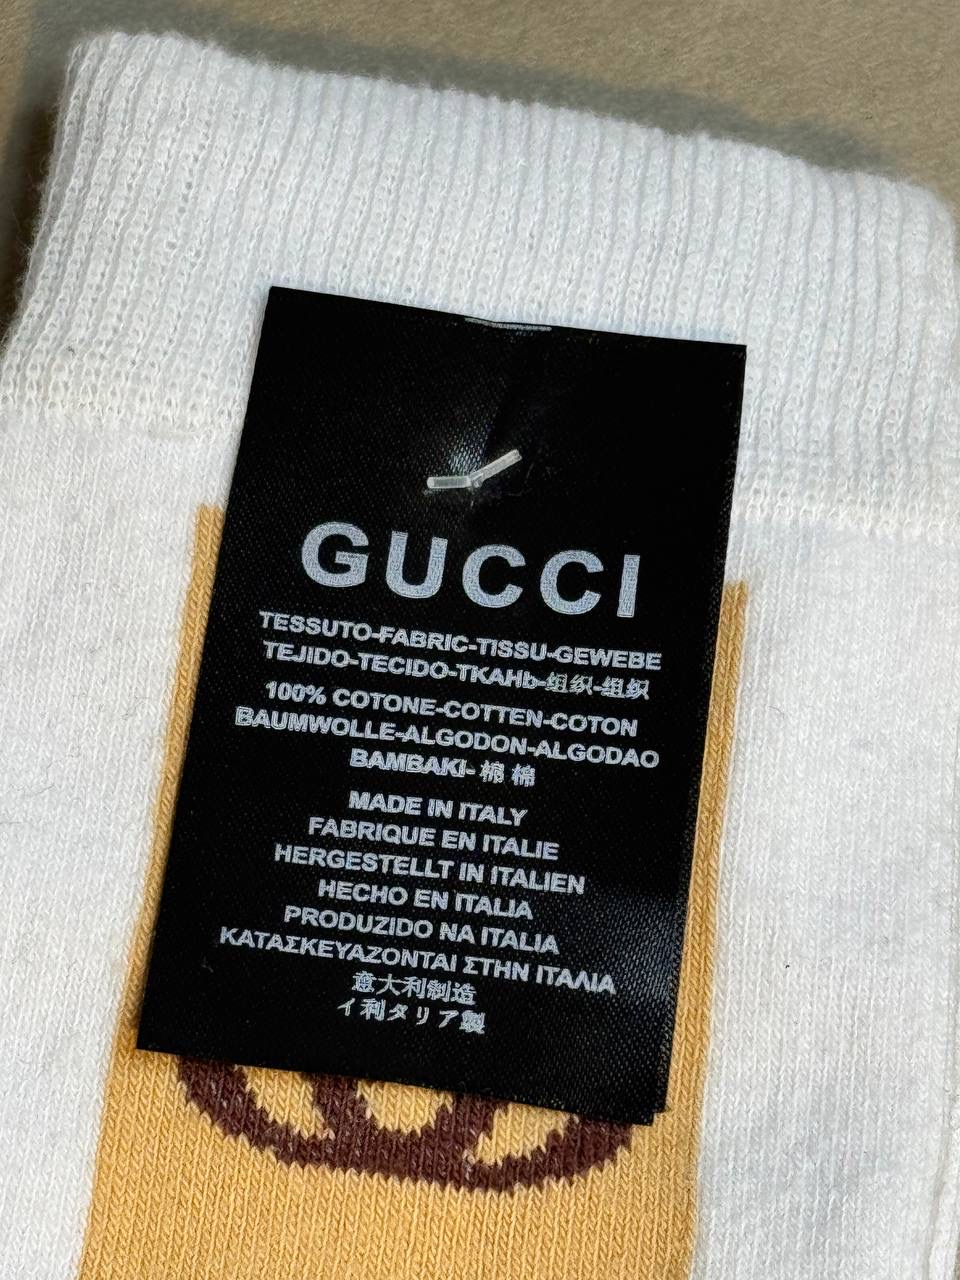 GUCCI
TESSUTO-FABRIC-TISSU-GEWEBE
TEJIDO-TECIDO-TKAHb-组织-组织
100% COTONE-COTTEN-COTON
BAUMWOLLE-ALGODON-ALGODAO
BAMBAKI-棉 棉
MADE IN ITALY
FABRIQUE EN ITALIE
HERGESTELLT IN ITALIEN
HECHO EN ITALIA
PRODUZIDO NA ITALIA
ΚΑΤΑΣΚΕΥΑΖΟΝΤΑΙ ΣΤΗΝ ΙΤΑΛΙΑ
意大利制造
イ利タリア製